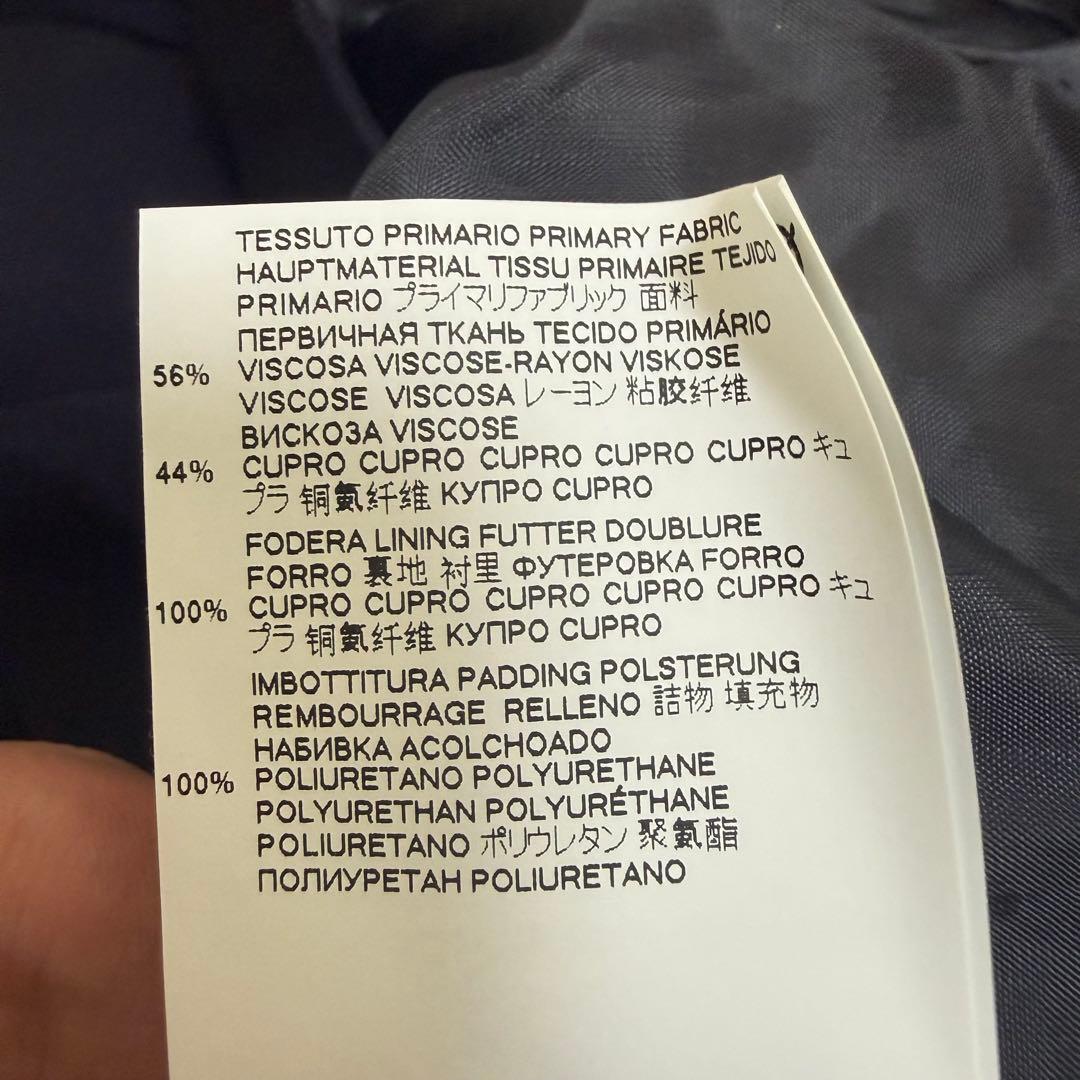 TESSUTO PRIMARIO PRIMARY FABRIC
HAUPTMATERIAL TISSU PRIMAIRE TEJIDO
PRIMARIO プライマリファブリック 面料
ПЕРВИЧНАЯ ТКАНЬ TECIDO PRIMÁRIO
56% VISCOSA VISCOSE-RAYON VISKOSE
VISCOSE VISCOSA レーヨン 粘胶纤维
ВИСКОЗА VISCOSE
44% CUPRO CUPRO CUPRO CUPRO CUPRO キュ
プラ 铜氨纤维 КУПРО CUPRO
FODERA LINING FUTTER DOUBLURE
FORRO 裏地 衬里 ФУТЕРОВКА FORRO
100% CUPRO CUPRO CUPRO CUPRO CUPRO キュ
プラ 铜氨纤维 КУПРО CUPRO
IMBOTTITURA PADDING POLSTERUNG
REMBOURRAGE RELLENO 詰物 填充物
НАБИВКА ACOLCHOADO
100% POLIURETANO POLYURETHANE
POLYURETHAN POLYURÉTHANE
POLIURETANO ポリウレタン 聚氨酯
ПОЛИУРЕТАН POLIURETANO